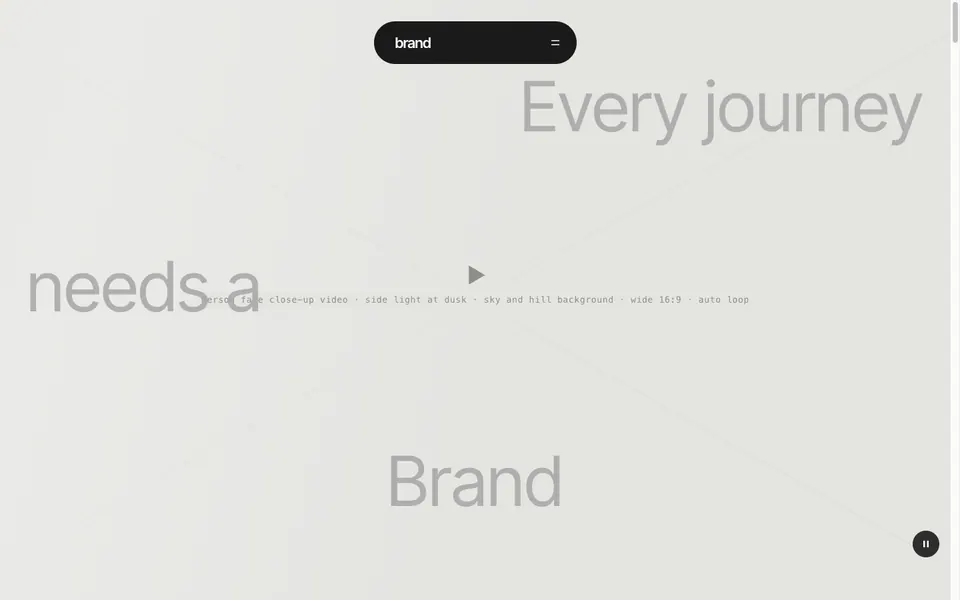 brand
Every journey
needs a
close-up video · side light at dusk · sky and hill background · wide 16:9 · auto loop
Brand